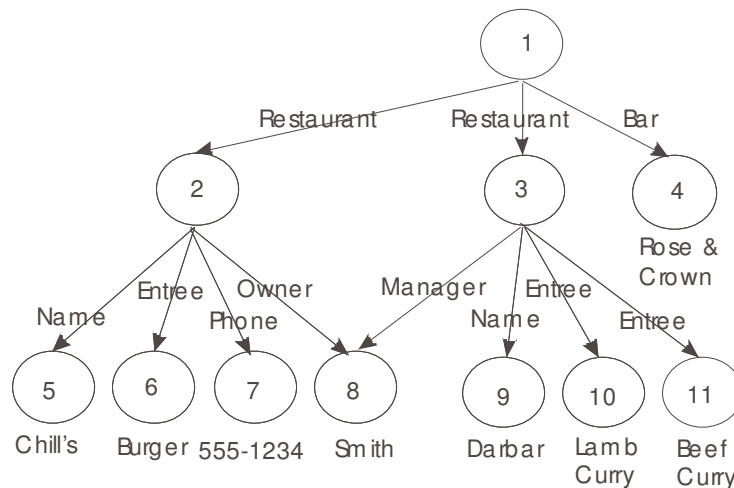 1
Restaurant Restaurant Bar
2 3 4
Rose &
Crown
Entree Owner Manager Entree
Name Phone Name Entree
5 6 7 8 9 10 11
Chill's Burger 555-1234 Smith Darbar Lamb Beef
Curry Curry